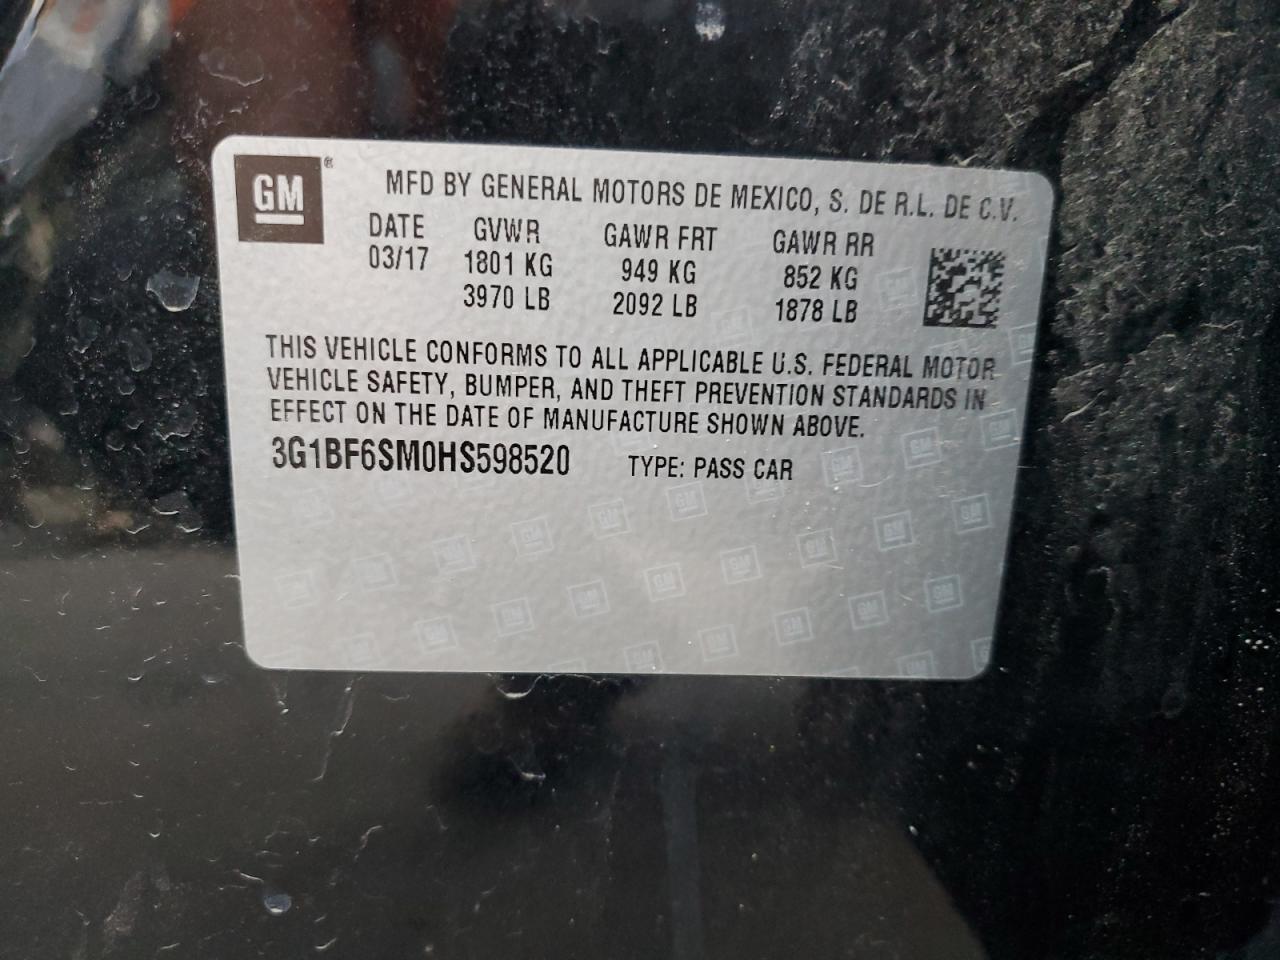 GM ®
MFD BY GENERAL MOTORS DE MEXICO, S. DE R.L. DE C.V.
DATE GVWR GAWR FRT GAWR RR
03/17 1801 KG 949 KG 852 KG
3970 LB 2092 LB 1878 LB
THIS VEHICLE CONFORMS TO ALL APPLICABLE U.S. FEDERAL MOTOR
VEHICLE SAFETY, BUMPER, AND THEFT PREVENTION STANDARDS IN
EFFECT ON THE DATE OF MANUFACTURE SHOWN ABOVE.
3G1BF6SM0HS598520 TYPE: PASS CAR